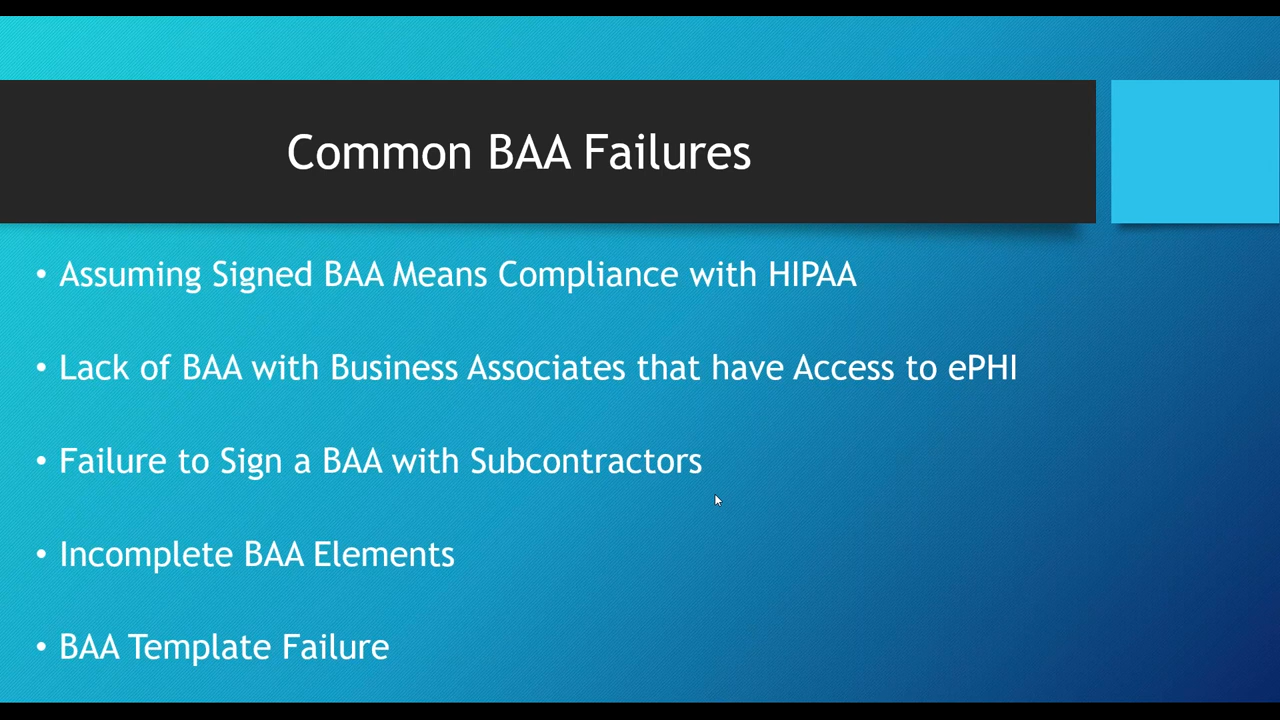 Common BAA Failures
• Assuming Signed BAA Means Compliance with HIPAA
• Lack of BAA with Business Associates that have Access to ePHI
• Failure to Sign a BAA with Subcontractors
• Incomplete BAA Elements
• BAA Template Failure